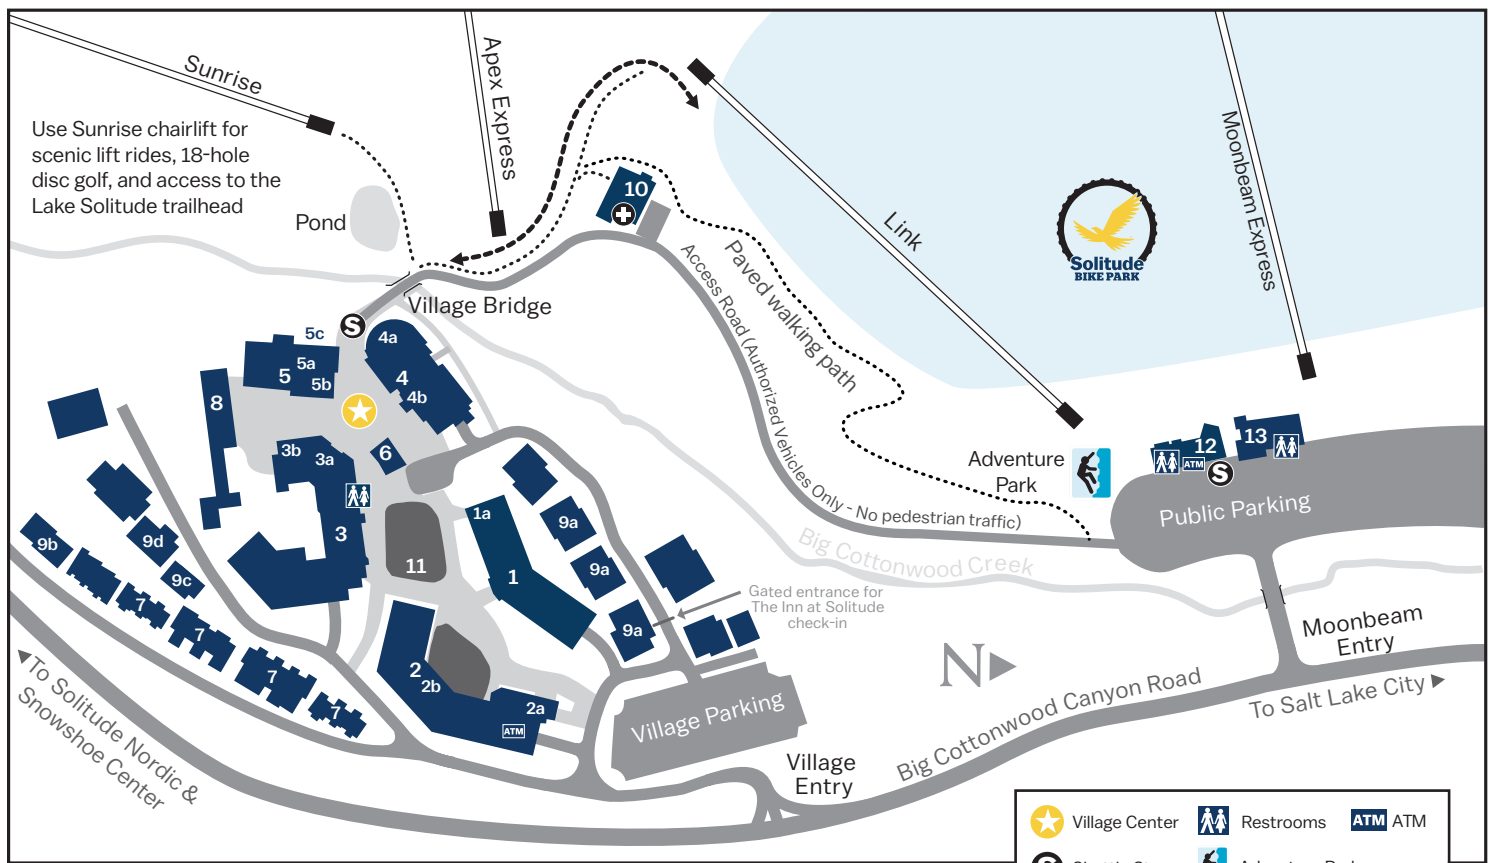 Sunrise
Apex Express
Use Sunrise chairlift for
scenic lift rides, 18-hole
disc golf, and access to the
Lake Solitude trailhead
Pond
10
Link
Moonbeam Express
Solitude
BIKE PARK
Paved walking path
Access Road (Authorized Vehicles Only - No pedestrian traffic)
Village Bridge
S
5c
4a
5a
5
5b
4
4b
8
3b
3a
6
3
1a
11
1
9a
9a
9a
9b
9d
9c
7
7
7
7
2
2b
2a
ATM
Adventure
Park
12
13
ATM
S
Public Parking
Big Cottonwood Creek
Gated entrance for
The Inn at Solitude
check-in
N
Moonbeam
Entry
To Solitude Nordic &
Snowshoe Center
Village Parking
Village
Entry
Big Cottonwood Canyon Road
To Salt Lake City
Village Center
Restrooms
ATM ATM